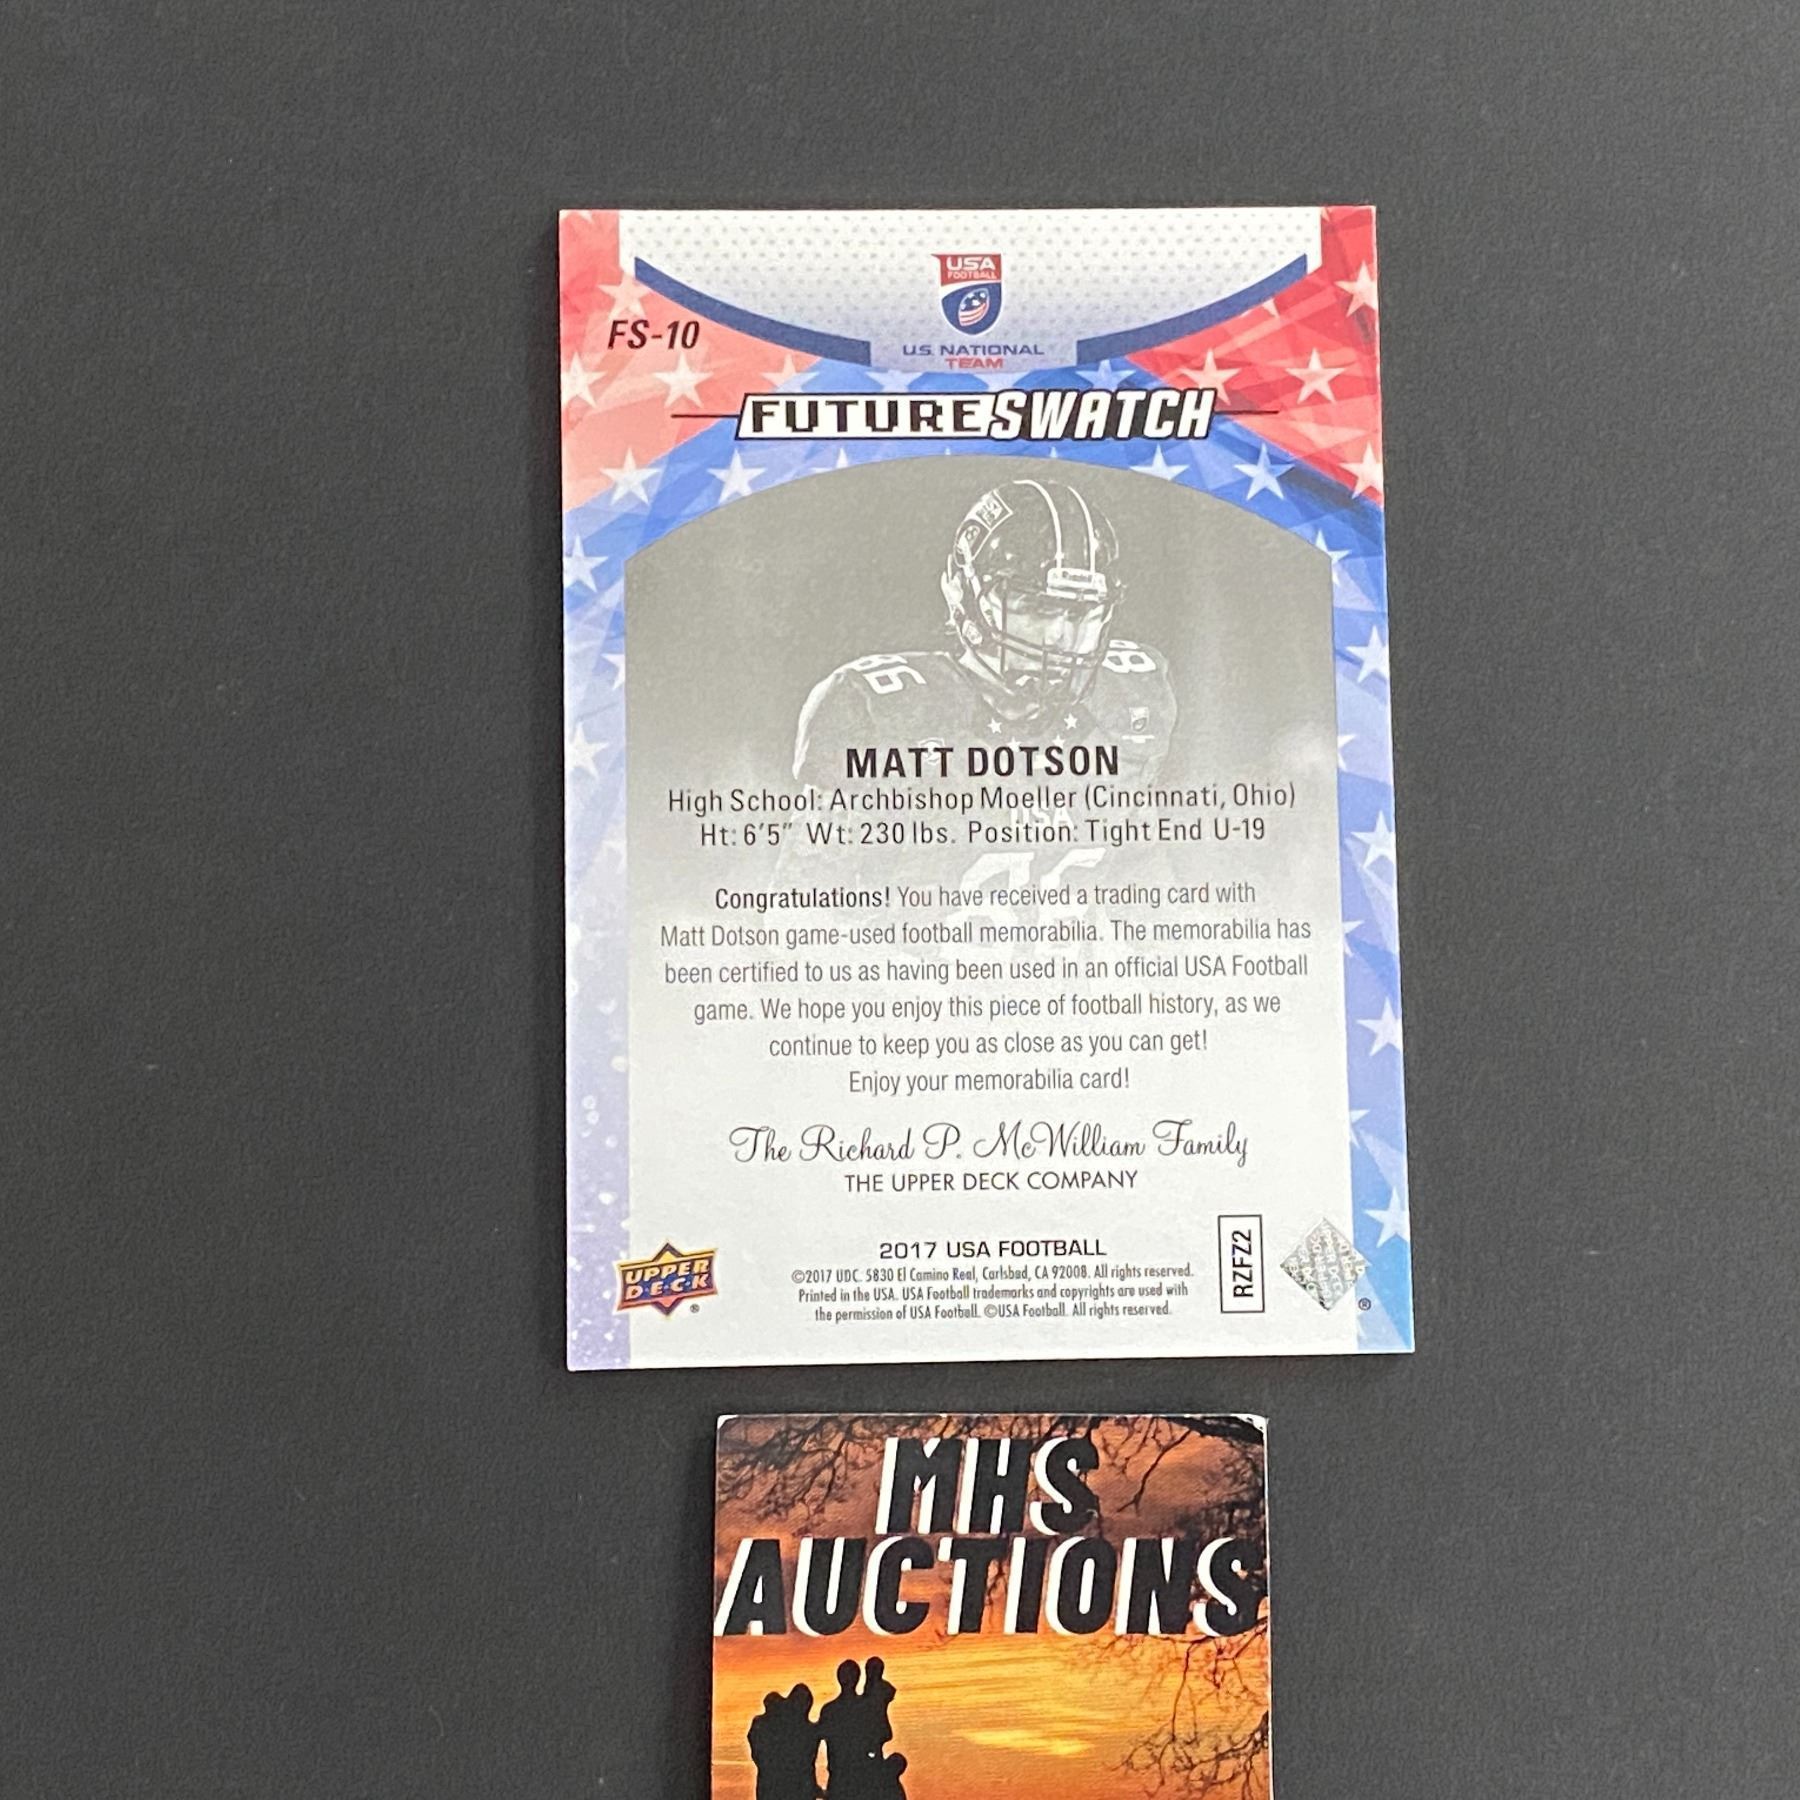 USA
FOOTBALL
FS-10
U.S. NATIONAL
TEAM
FUTURE SWATCH
86
MATT DOTSON
High School: Archbishop Moeller (Cincinnati, Ohio)
Ht: 6'5" Wt: 230 lbs. Position: Tight End U-19
USA
86
Congratulations! You have received a trading card with
Matt Dotson game-used football memorabilia. The memorabilia has
been certified to us as having been used in an official USA Football
game. We hope you enjoy this piece of football history, as we
continue to keep you as close as you can get!
Enjoy your memorabilia card!
The Richard P. McWilliam Family
THE UPPER DECK COMPANY
UPPER
D·E·C·K
®
2017 USA FOOTBALL
©2017 UDC. 5830 El Camino Real, Carlsbad, CA 92008. All rights reserved.
Printed in the USA. USA Football trademarks and copyrights are used with
the permission of USA Football. ©USA Football. All rights reserved.
RZFZ2
®
MHS
AUCTIONS